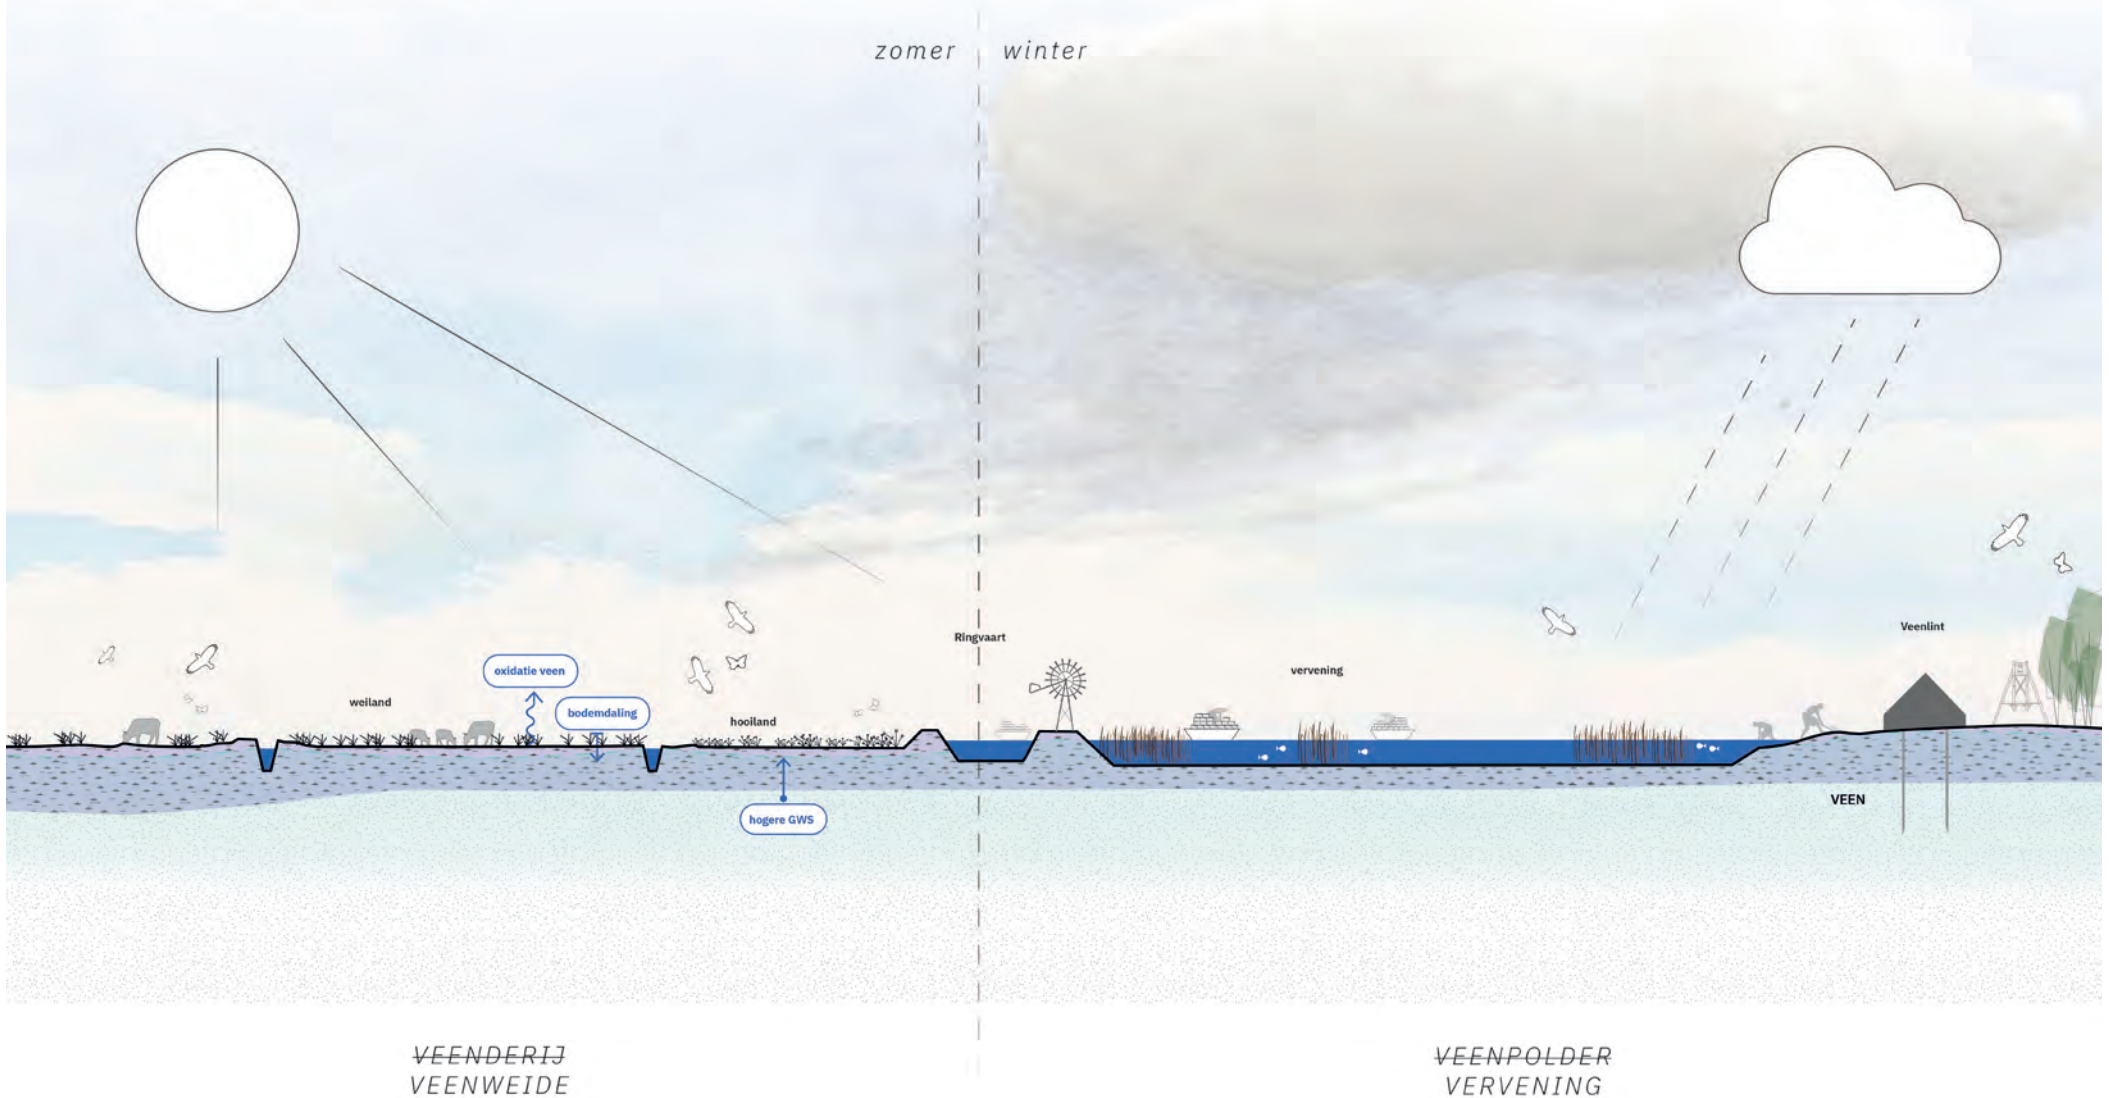 zomer winter
Ringvaart
Veenlint
oxidatie veen
vervening
weiland
bodemdaling
hooiland
hogere GWS
VEEN
VEENDERIJ
VEENWEIDE
VEENPOLDER
VERVENING